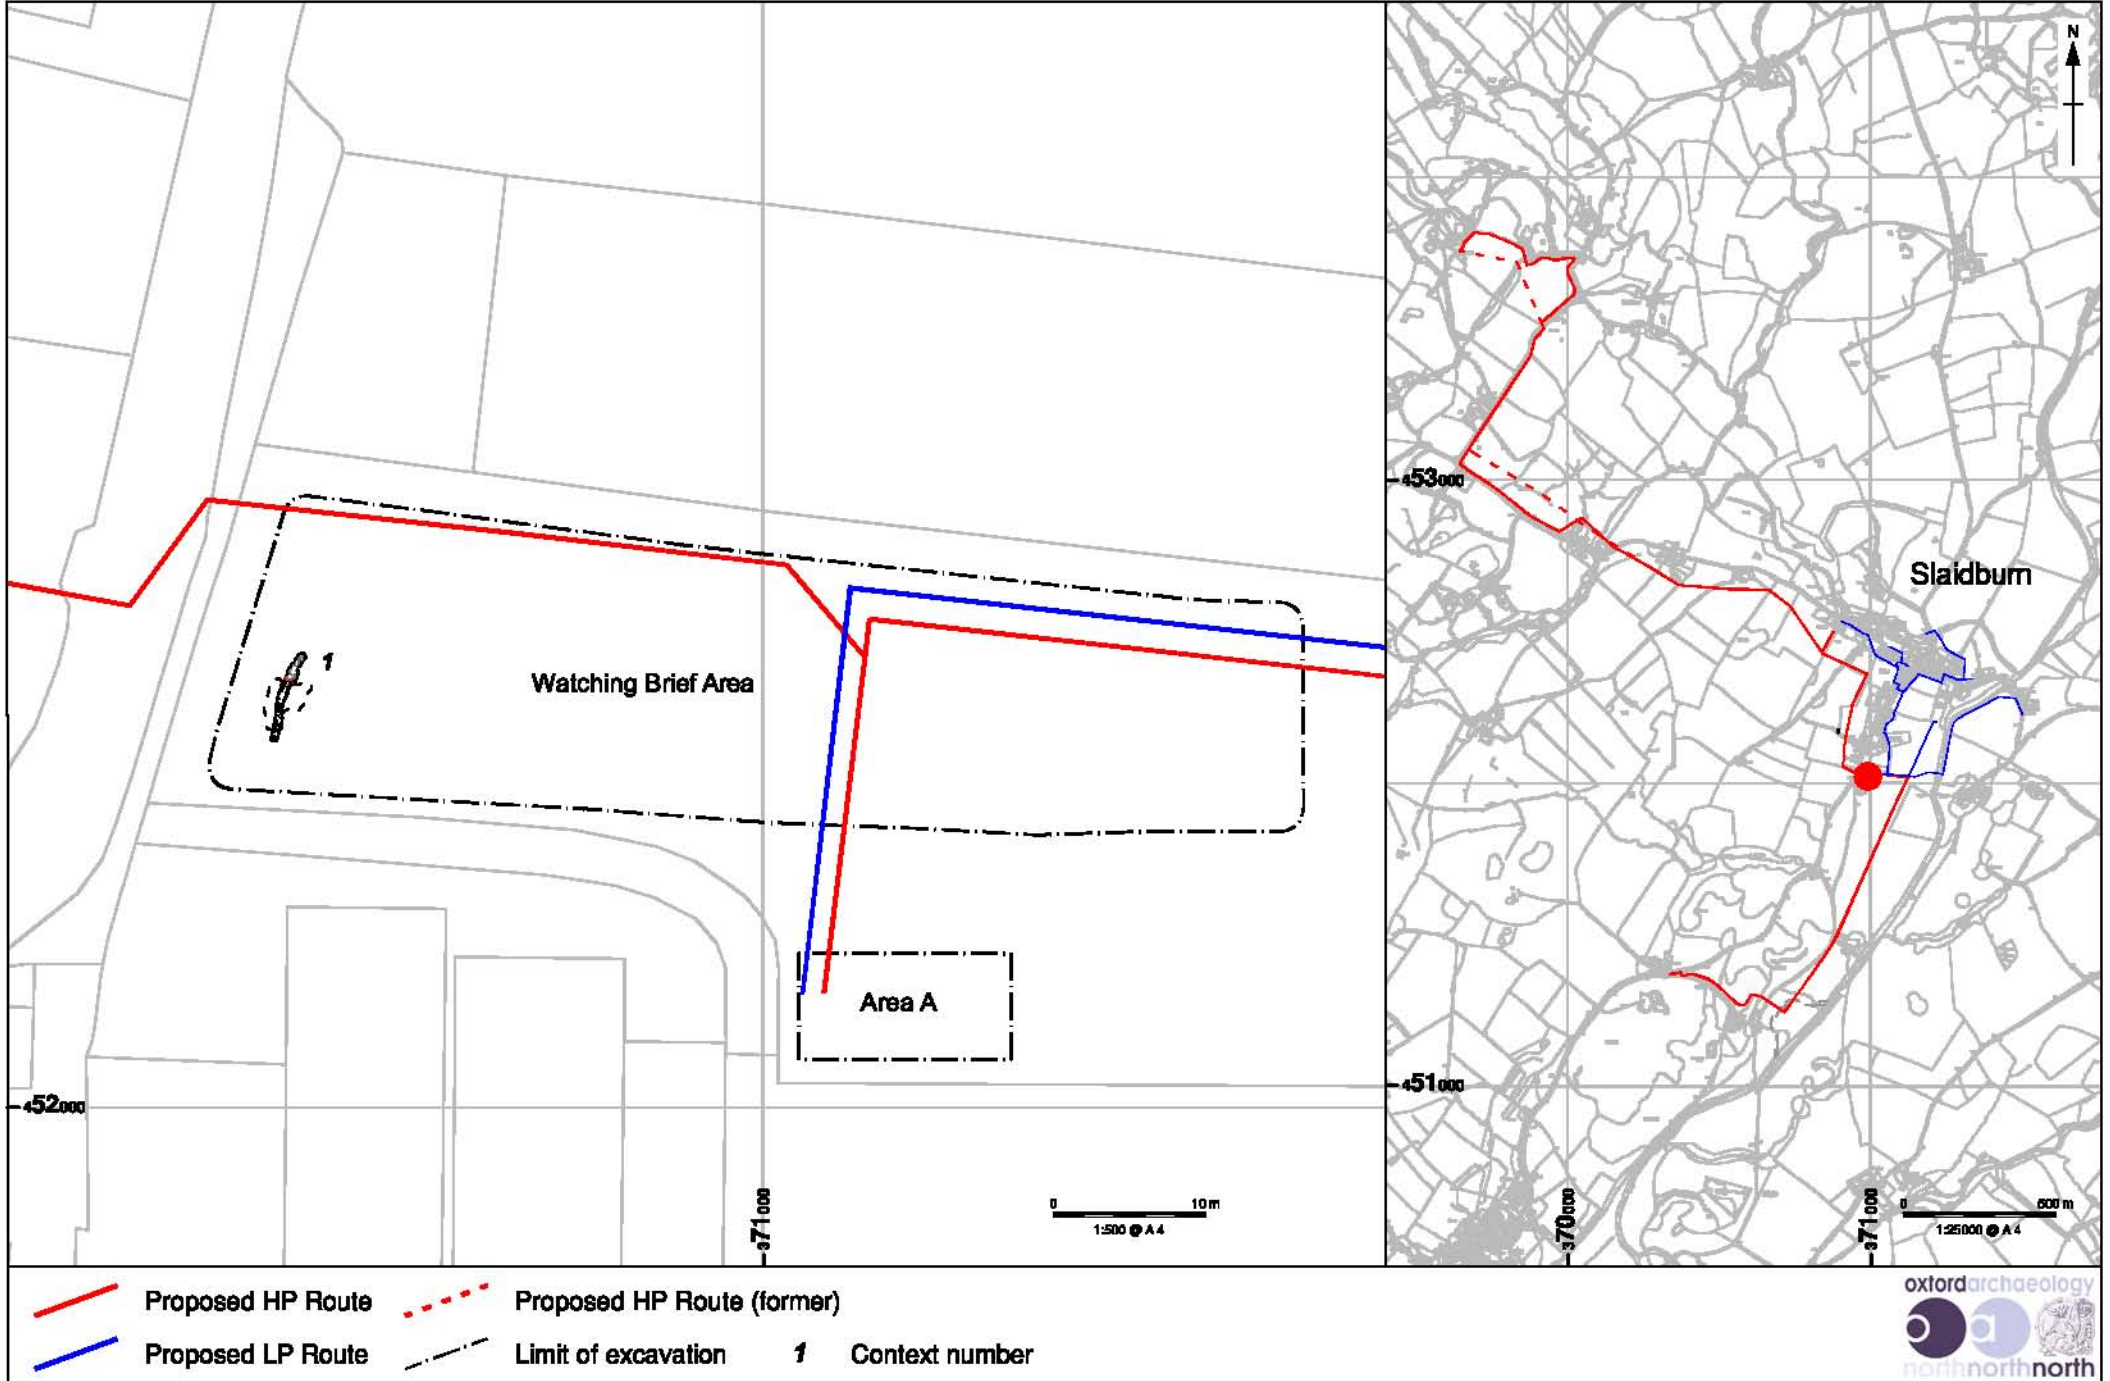 N
453000
Slaidburn
1
Watching Brief Area
Area A
452000
371000
0 10 m
1:500 @ A4
451000
370000
371000
0 500 m
1:25000 @ A4
Proposed HP Route
Proposed HP Route (former)
Proposed LP Route
Limit of excavation
1 Context number
oxfordarchaeology
o a
northnorthnorth